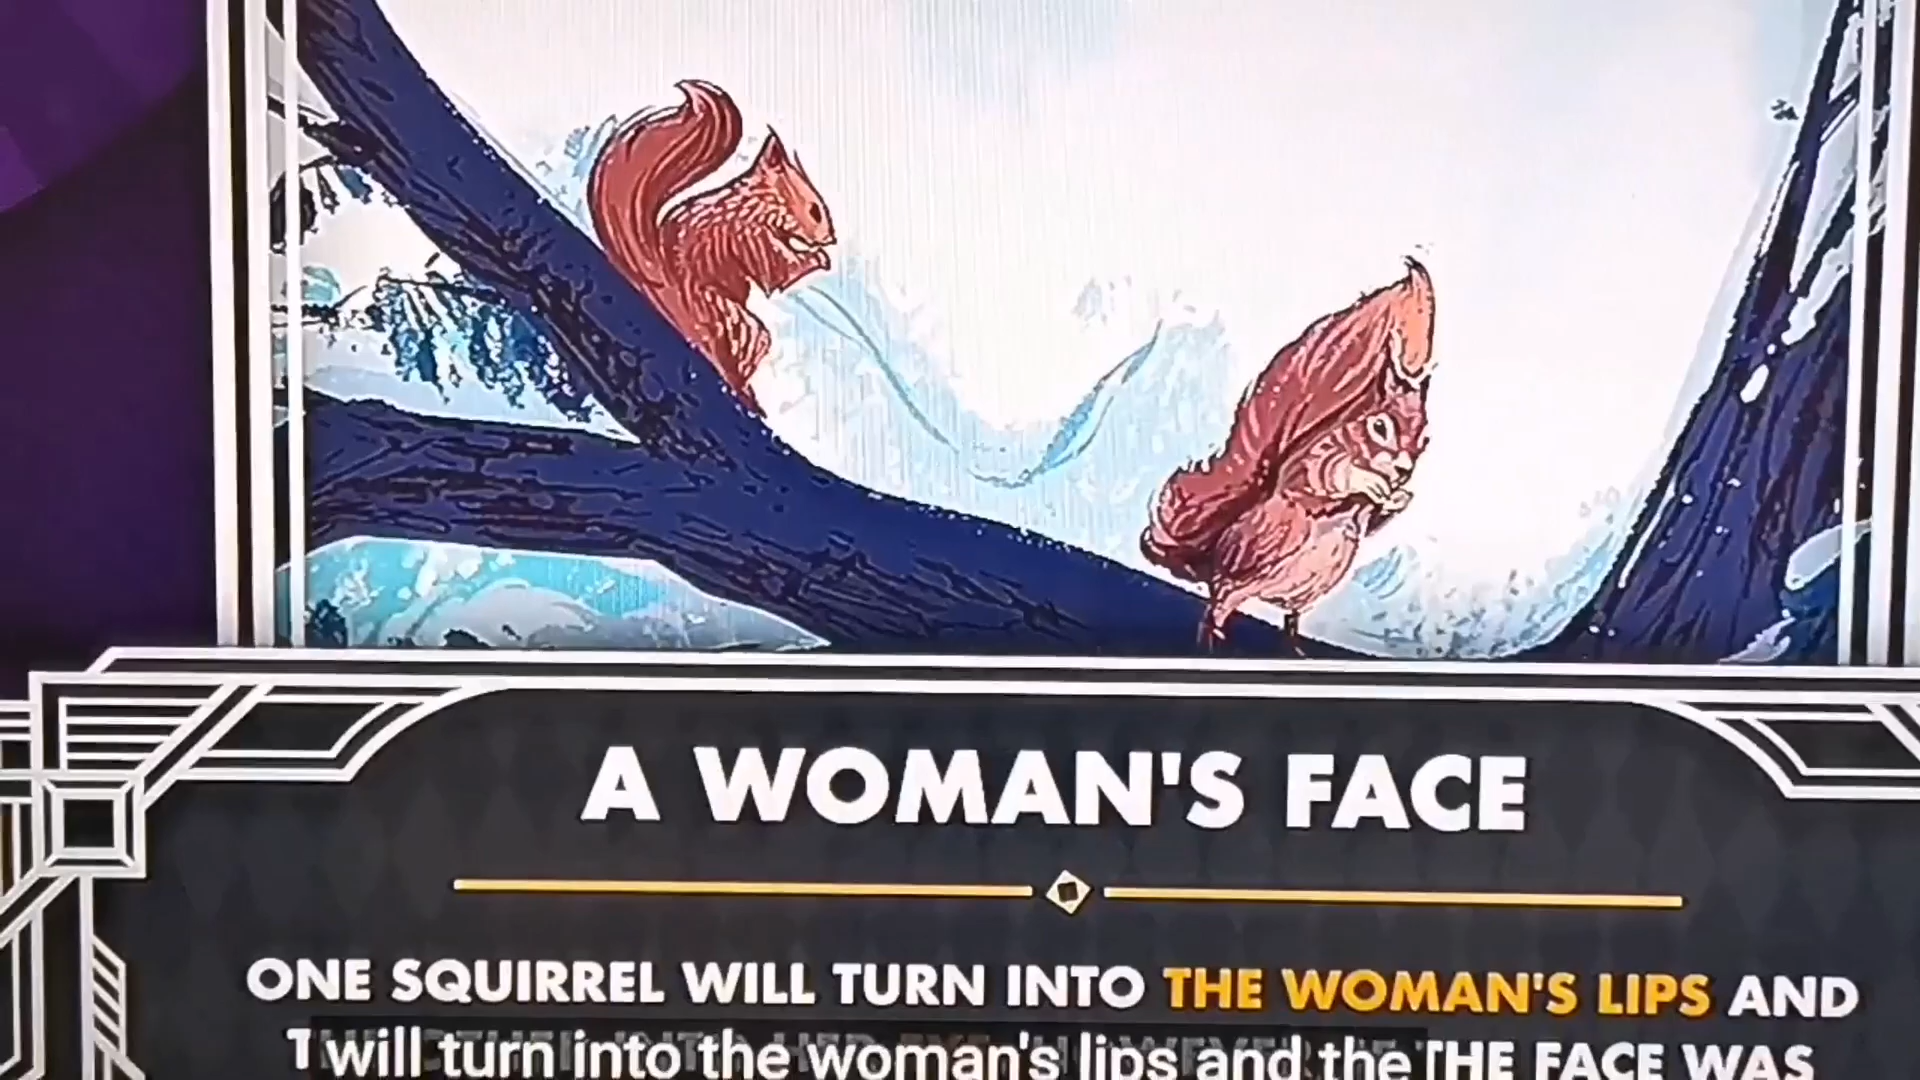 A WOMAN'S FACE
ONE SQUIRREL WILL TURN INTO THE WOMAN'S LIPS AND
T will turn into the woman's lips and the THE FACE WAS